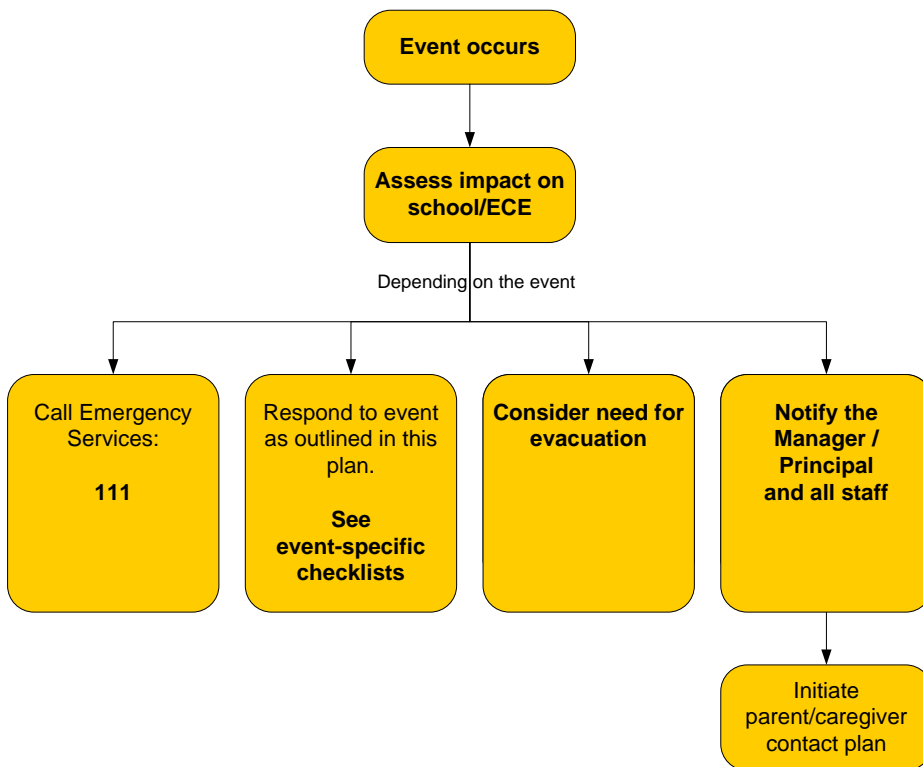 Event occurs
Assess impact on
school/ECE
Depending on the event
Call Emergency
Services:
111
Respond to event
as outlined in this
plan.
See
event-specific
checklists
Consider need for
evacuation
Notify the
Manager /
Principal
and all staff
Initiate
parent/caregiver
contact plan